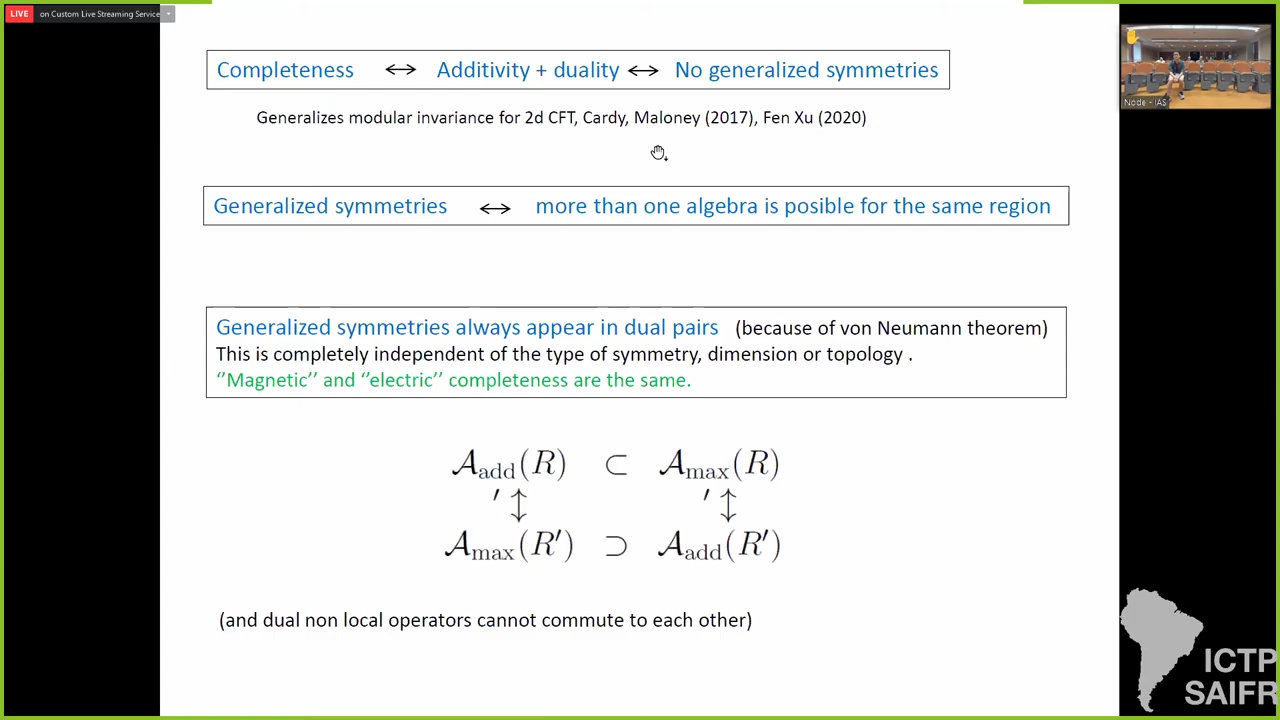 LIVE on Custom Live Streaming Service
Completeness ↔ Additivity + duality ↔ No generalized symmetries
Generalizes modular invariance for 2d CFT, Cardy, Maloney (2017), Fen Xu (2020)
Generalized symmetries ↔ more than one algebra is posible for the same region
Generalized symmetries always appear in dual pairs (because of von Neumann theorem)
This is completely independent of the type of symmetry, dimension or topology .
‘’Magnetic’’ and ‘’electric’’ completeness are the same.
𝒜add(R) ⊂ 𝒜max(R)
′ ↕ ′ ↕
𝒜max(R′) ⊃ 𝒜add(R′)
(and dual non local operators cannot commute to each other)
Node - IAS
ICTP
SAIFR